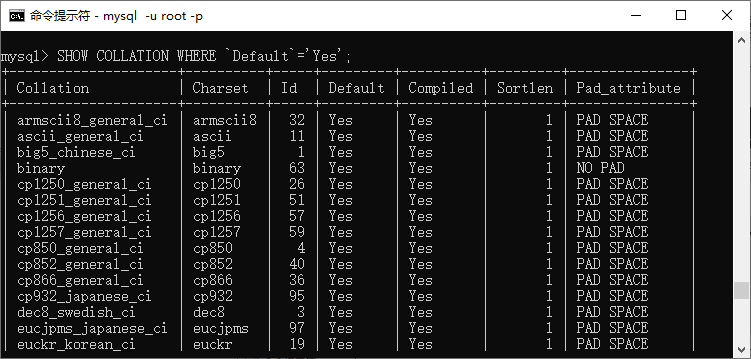 命令提示符 - mysql -u root -p
mysql> SHOW COLLATION WHERE `Default`='Yes';
+---------------------+----------+----+---------+----------+---------+---------------+
| Collation | Charset | Id | Default | Compiled | Sortlen | Pad_attribute |
+---------------------+----------+----+---------+----------+---------+---------------+
| armscii8_general_ci | armscii8 | 32 | Yes | Yes | 1 | PAD SPACE |
| ascii_general_ci | ascii | 11 | Yes | Yes | 1 | PAD SPACE |
| big5_chinese_ci | big5 | 1 | Yes | Yes | 1 | PAD SPACE |
| binary | binary | 63 | Yes | Yes | 1 | NO PAD |
| cp1250_general_ci | cp1250 | 26 | Yes | Yes | 1 | PAD SPACE |
| cp1251_general_ci | cp1251 | 51 | Yes | Yes | 1 | PAD SPACE |
| cp1256_general_ci | cp1256 | 57 | Yes | Yes | 1 | PAD SPACE |
| cp1257_general_ci | cp1257 | 59 | Yes | Yes | 1 | PAD SPACE |
| cp850_general_ci | cp850 | 4 | Yes | Yes | 1 | PAD SPACE |
| cp852_general_ci | cp852 | 40 | Yes | Yes | 1 | PAD SPACE |
| cp866_general_ci | cp866 | 36 | Yes | Yes | 1 | PAD SPACE |
| cp932_japanese_ci | cp932 | 95 | Yes | Yes | 1 | PAD SPACE |
| dec8_swedish_ci | dec8 | 3 | Yes | Yes | 1 | PAD SPACE |
| eucjpms_japanese_ci | eucjpms | 97 | Yes | Yes | 1 | PAD SPACE |
| euckr_korean_ci | euckr | 19 | Yes | Yes | 1 | PAD SPACE |